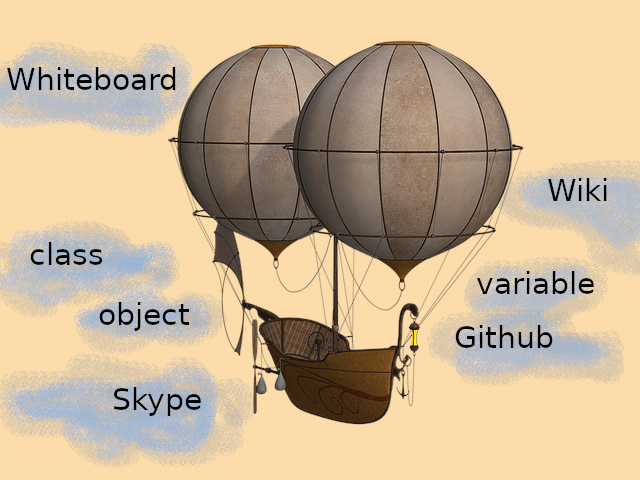 Whiteboard
Wiki
class
variable
object
Github
Skype